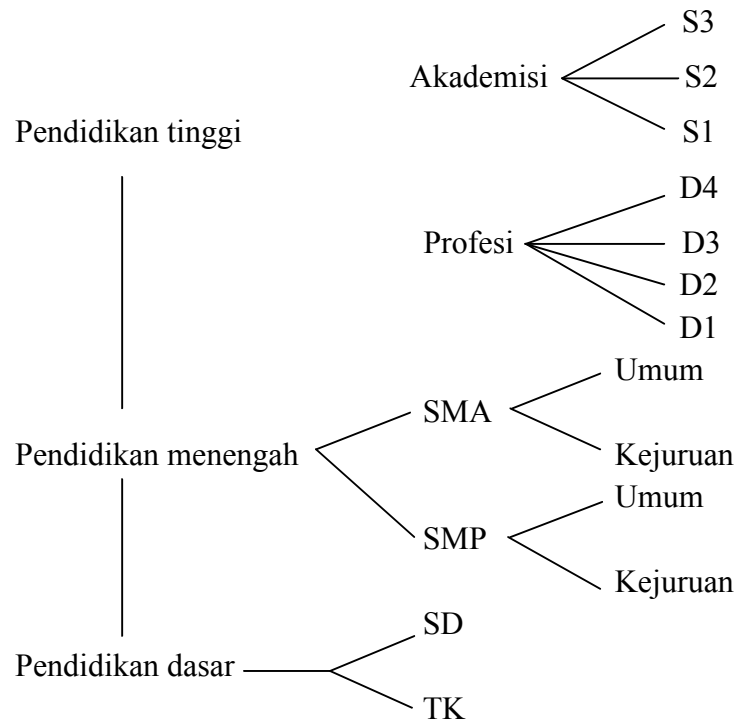 S3
Akademisi
S2
Pendidikan tinggi
S1
D4
Profesi
D3
D2
D1
Umum
SMA
Pendidikan menengah
Kejuruan
Umum
SMP
Kejuruan
SD
Pendidikan dasar
TK